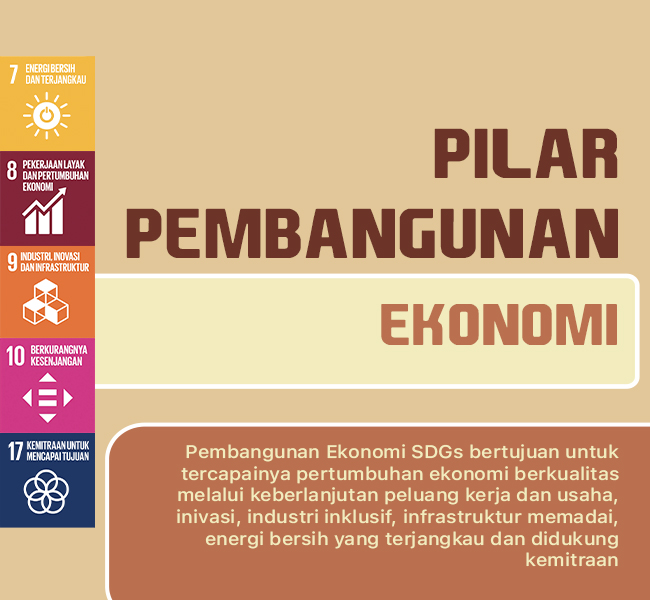 7 ENERGI BERSIH
DAN TERJANGKAU
8 PEKERJAAN LAYAK
DAN PERTUMBUHAN
EKONOMI
9 INDUSTRI, INOVASI
DAN INFRASTRUKTUR
10 BERKURANGNYA
KESENJANGAN
17 KEMITRAAN UNTUK
MENCAPAI TUJUAN
PILAR
PEMBANGUNAN
EKONOMI
Pembangunan Ekonomi SDGs bertujuan untuk
tercapainya pertumbuhan ekonomi berkualitas
melalui keberlanjutan peluang kerja dan usaha,
inivasi, industri inklusif, infrastruktur memadai,
energi bersih yang terjangkau dan didukung
kemitraan